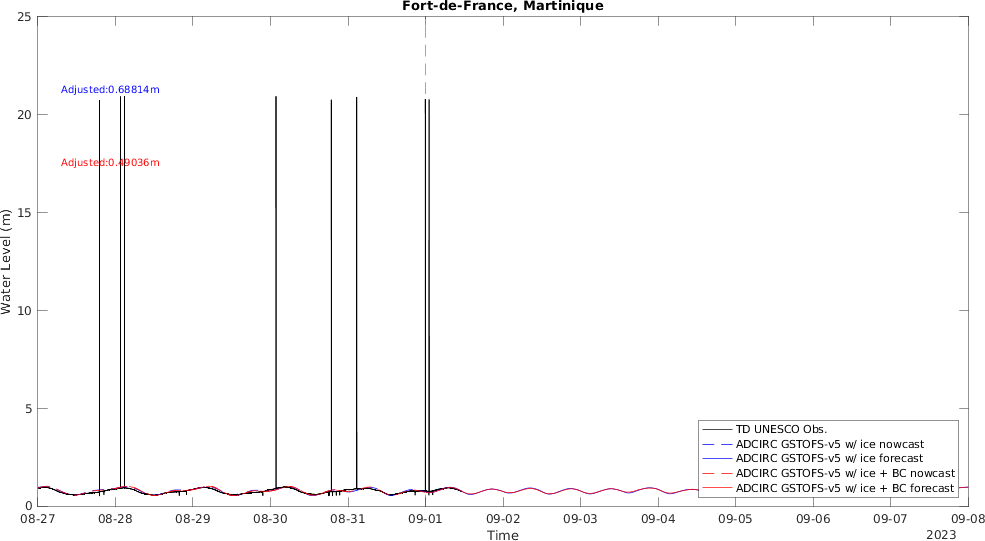 Fort-de-France, Martinique
25
20
15
10
5
0
Water Level (m)
Adjusted:0.68814m
Adjusted:0.49036m
TD UNESCO Obs.
ADCIRC GSTOFS-v5 w/ ice nowcast
ADCIRC GSTOFS-v5 w/ ice forecast
ADCIRC GSTOFS-v5 w/ ice + BC nowcast
ADCIRC GSTOFS-v5 w/ ice + BC forecast
08-27 08-28 08-29 08-30 08-31 09-01 09-02 09-03 09-04 09-05 09-06 09-07 09-08
Time
2023